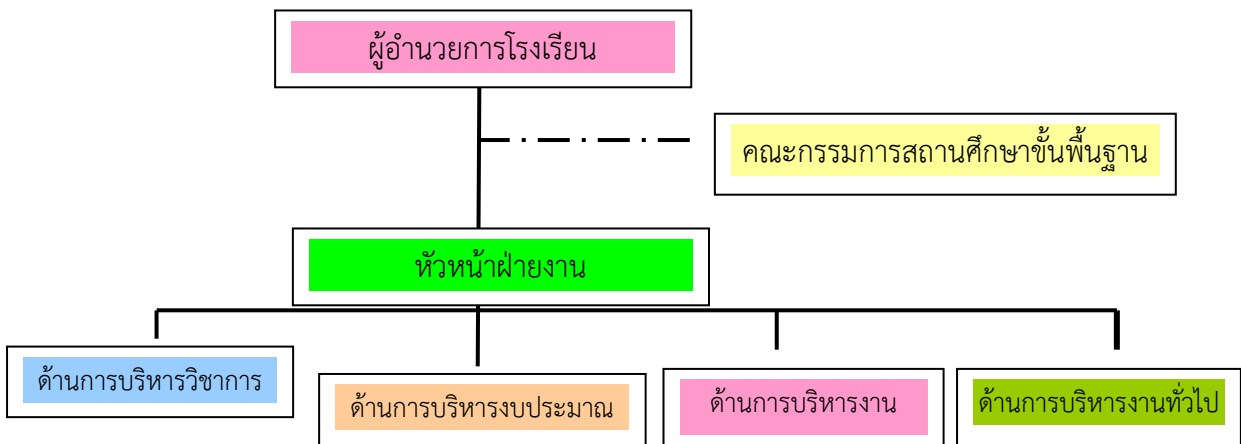 ผู้อำนวยการโรงเรียน
คณะกรรมการสถานศึกษาขั้นพื้นฐาน
หัวหน้าฝ่ายงาน
ด้านการบริหารวิชาการ
ด้านการบริหารงบประมาณ
ด้านการบริหารงาน
ด้านการบริหารงานทั่วไป